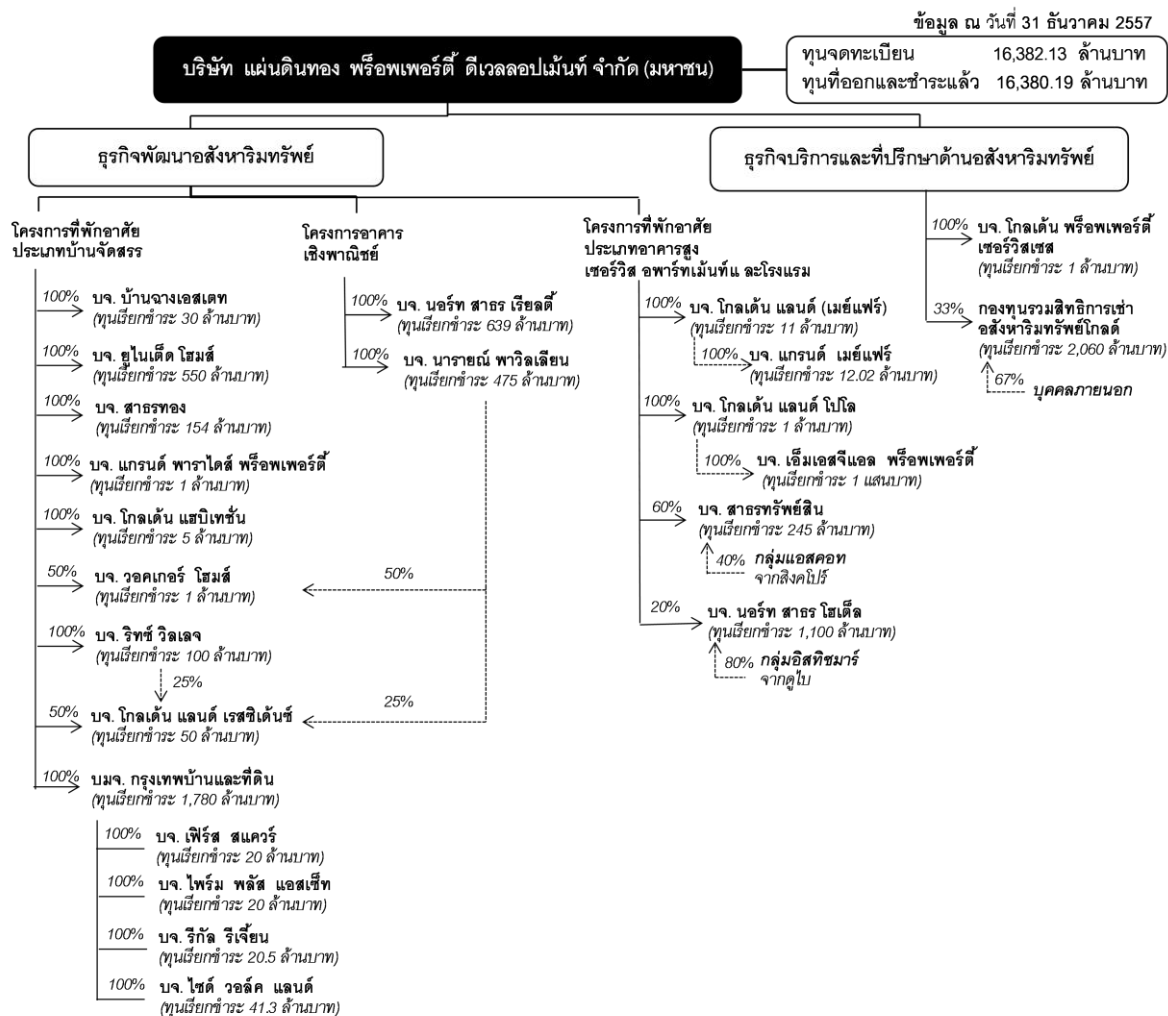 ข้อมูล ณ วันที่ 31 ธันวาคม 2557
บริษัท แผ่นดินทอง พร็อพเพอร์ตี้ ดีเวลลอปเม้นท์ จำกัด (มหาชน)
ทุนจดทะเบียน 16,382.13 ล้านบาท
ทุนที่ออกและชำระแล้ว 16,380.19 ล้านบาท
ธุรกิจพัฒนาอสังหาริมทรัพย์
ธุรกิจบริการและที่ปรึกษาด้านอสังหาริมทรัพย์
โครงการที่พักอาศัย
ประเภทบ้านจัดสรร
100% บจ. บ้านฉางเอสเตท
(ทุนเรียกชำระ 30 ล้านบาท)
100% บจ. ยูไนเต็ด โฮมส์
(ทุนเรียกชำระ 550 ล้านบาท)
100% บจ. สาธรทอง
(ทุนเรียกชำระ 154 ล้านบาท)
100% บจ. แกรนด์ พาราไดส์ พร็อพเพอร์ตี้
(ทุนเรียกชำระ 1 ล้านบาท)
100% บจ. โกลเด้น แฮบิเทชั่น
(ทุนเรียกชำระ 5 ล้านบาท)
50% บจ. วอคเกอร์ โฮมส์
(ทุนเรียกชำระ 1 ล้านบาท)
100% บจ. ริทซ์ วิลเลจ
(ทุนเรียกชำระ 100 ล้านบาท)
25%
50% บจ. โกลเด้น แลนด์ เรสซิเด้นซ์
(ทุนเรียกชำระ 50 ล้านบาท)
100% บมจ. กรุงเทพบ้านและที่ดิน
(ทุนเรียกชำระ 1,780 ล้านบาท)
100% บจ. เฟิร์ส สแควร์
(ทุนเรียกชำระ 20 ล้านบาท)
100% บจ. ไพร์ม พลัส แอสเซ็ท
(ทุนเรียกชำระ 20 ล้านบาท)
100% บจ. รีกัล รีเจี้ยน
(ทุนเรียกชำระ 20.5 ล้านบาท)
100% บจ. ไซด์ วอล์ค แลนด์
(ทุนเรียกชำระ 41.3 ล้านบาท)
โครงการอาคาร
เชิงพาณิชย์
100% บจ. นอร์ท สาธร เรียลตี้
(ทุนเรียกชำระ 639 ล้านบาท)
100% บจ. นารายณ์ พาวิลเลียน
(ทุนเรียกชำระ 475 ล้านบาท)
50%
25%
โครงการที่พักอาศัย
ประเภทอาคารสูง
เซอร์วิส อพาร์ทเม้นท์แ ละโรงแรม
100% บจ. โกลเด้น แลนด์ (เมย์แฟร์)
(ทุนเรียกชำระ 11 ล้านบาท)
100% บจ. แกรนด์ เมย์แฟร์
(ทุนเรียกชำระ 12.02 ล้านบาท)
100% บจ. โกลเด้น แลนด์ โปโล
(ทุนเรียกชำระ 1 ล้านบาท)
100% บจ. เอ็มเอสจีแอล พร็อพเพอร์ตี้
(ทุนเรียกชำระ 1 แสนบาท)
60% บจ. สาธรทรัพย์สิน
(ทุนเรียกชำระ 245 ล้านบาท)
40% กลุ่มแอสคอท
จากสิงคโปร์
20% บจ. นอร์ท สาธร โฮเต็ล
(ทุนเรียกชำระ 1,100 ล้านบาท)
80% กลุ่มอิสทิธมาร์
จากดูไบ
100% บจ. โกลเด้น พร็อพเพอร์ตี้
เซอร์วิสเซส
(ทุนเรียกชำระ 1 ล้านบาท)
33% กองทุนรวมสิทธิการเช่า
อสังหาริมทรัพย์โกลด์
(ทุนเรียกชำระ 2,060 ล้านบาท)
67% บุคคลภายนอก